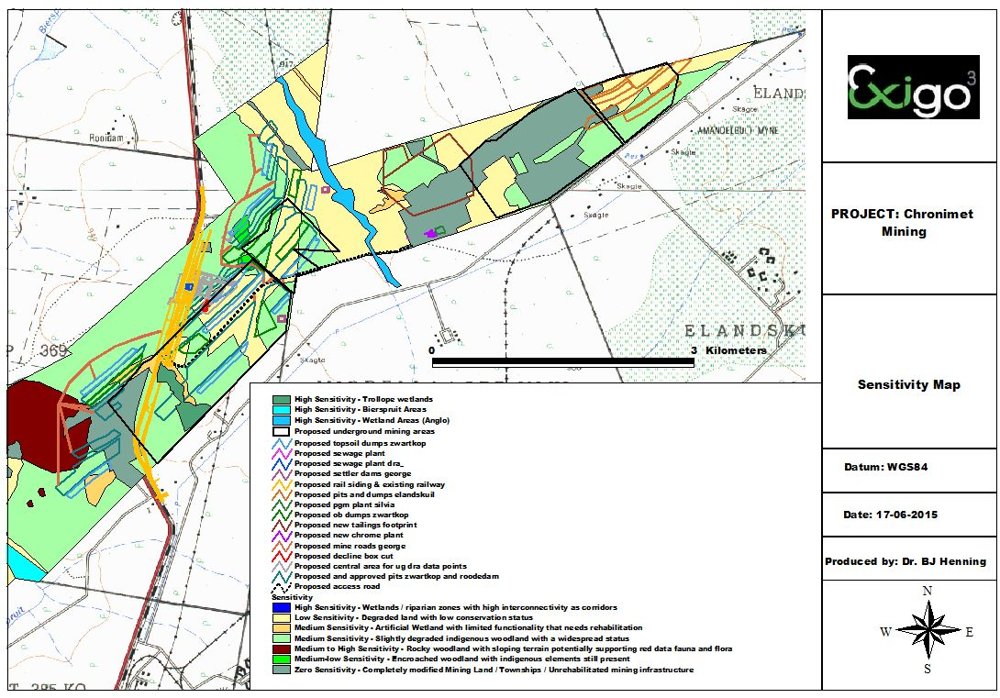 Biersp
817
Rooidam
369
ELANDS
Skagte
AMANDELBULT MYNE
Skagte
Skagte
Skagte
ELANDSK
Skagte
0
3 Kilometers
T 385 KQ
High Sensitivity - Trollope wetlands
High Sensitivity - Bierspruit Areas
High Sensitivity - Wetland Areas (Anglo)
Proposed underground mining areas
Proposed topsoil dumps zwartkop
Proposed sewage plant
Proposed sewage plant dra_
Proposed settler dams george
Proposed rail siding & existing railway
Proposed pits and dumps elandskuil
Proposed pgm plant silvia
Proposed ob dumps zwartkop
Proposed new tailings footprint
Proposed new chrome plant
Proposed mine roads george
Proposed decline box cut
Proposed central area for ug dra data points
Proposed and approved pits zwartkop and roodedam
Proposed access road
Sensitivity
High Sensitivity - Wetlands / riparian zones with high interconectivity as corridors
Low Sensitivity - Degraded land with low conservation status
Medium Sensitivity - Artificial Wetland with limited functionality that needs rehabilitation
Medium Sensitivity - Slightly degraded indigenous woodland with a widespread status
Medium to High Sensitivity - Rocky woodland with sloping terrain potentially supporting red data fauna and flora
Medium-low Sensitivity - Encroached woodland with indigenous elements still present
Zero Sensitivity - Completely modified Mining Land / Townships / Unrehabilitated mining infrastructure
Exigo3
PROJECT: Chronimet
Mining
Sensitivity Map
Datum: WGS84
Date: 17-06-2015
Produced by: Dr. BJ Henning
N
W
E
S